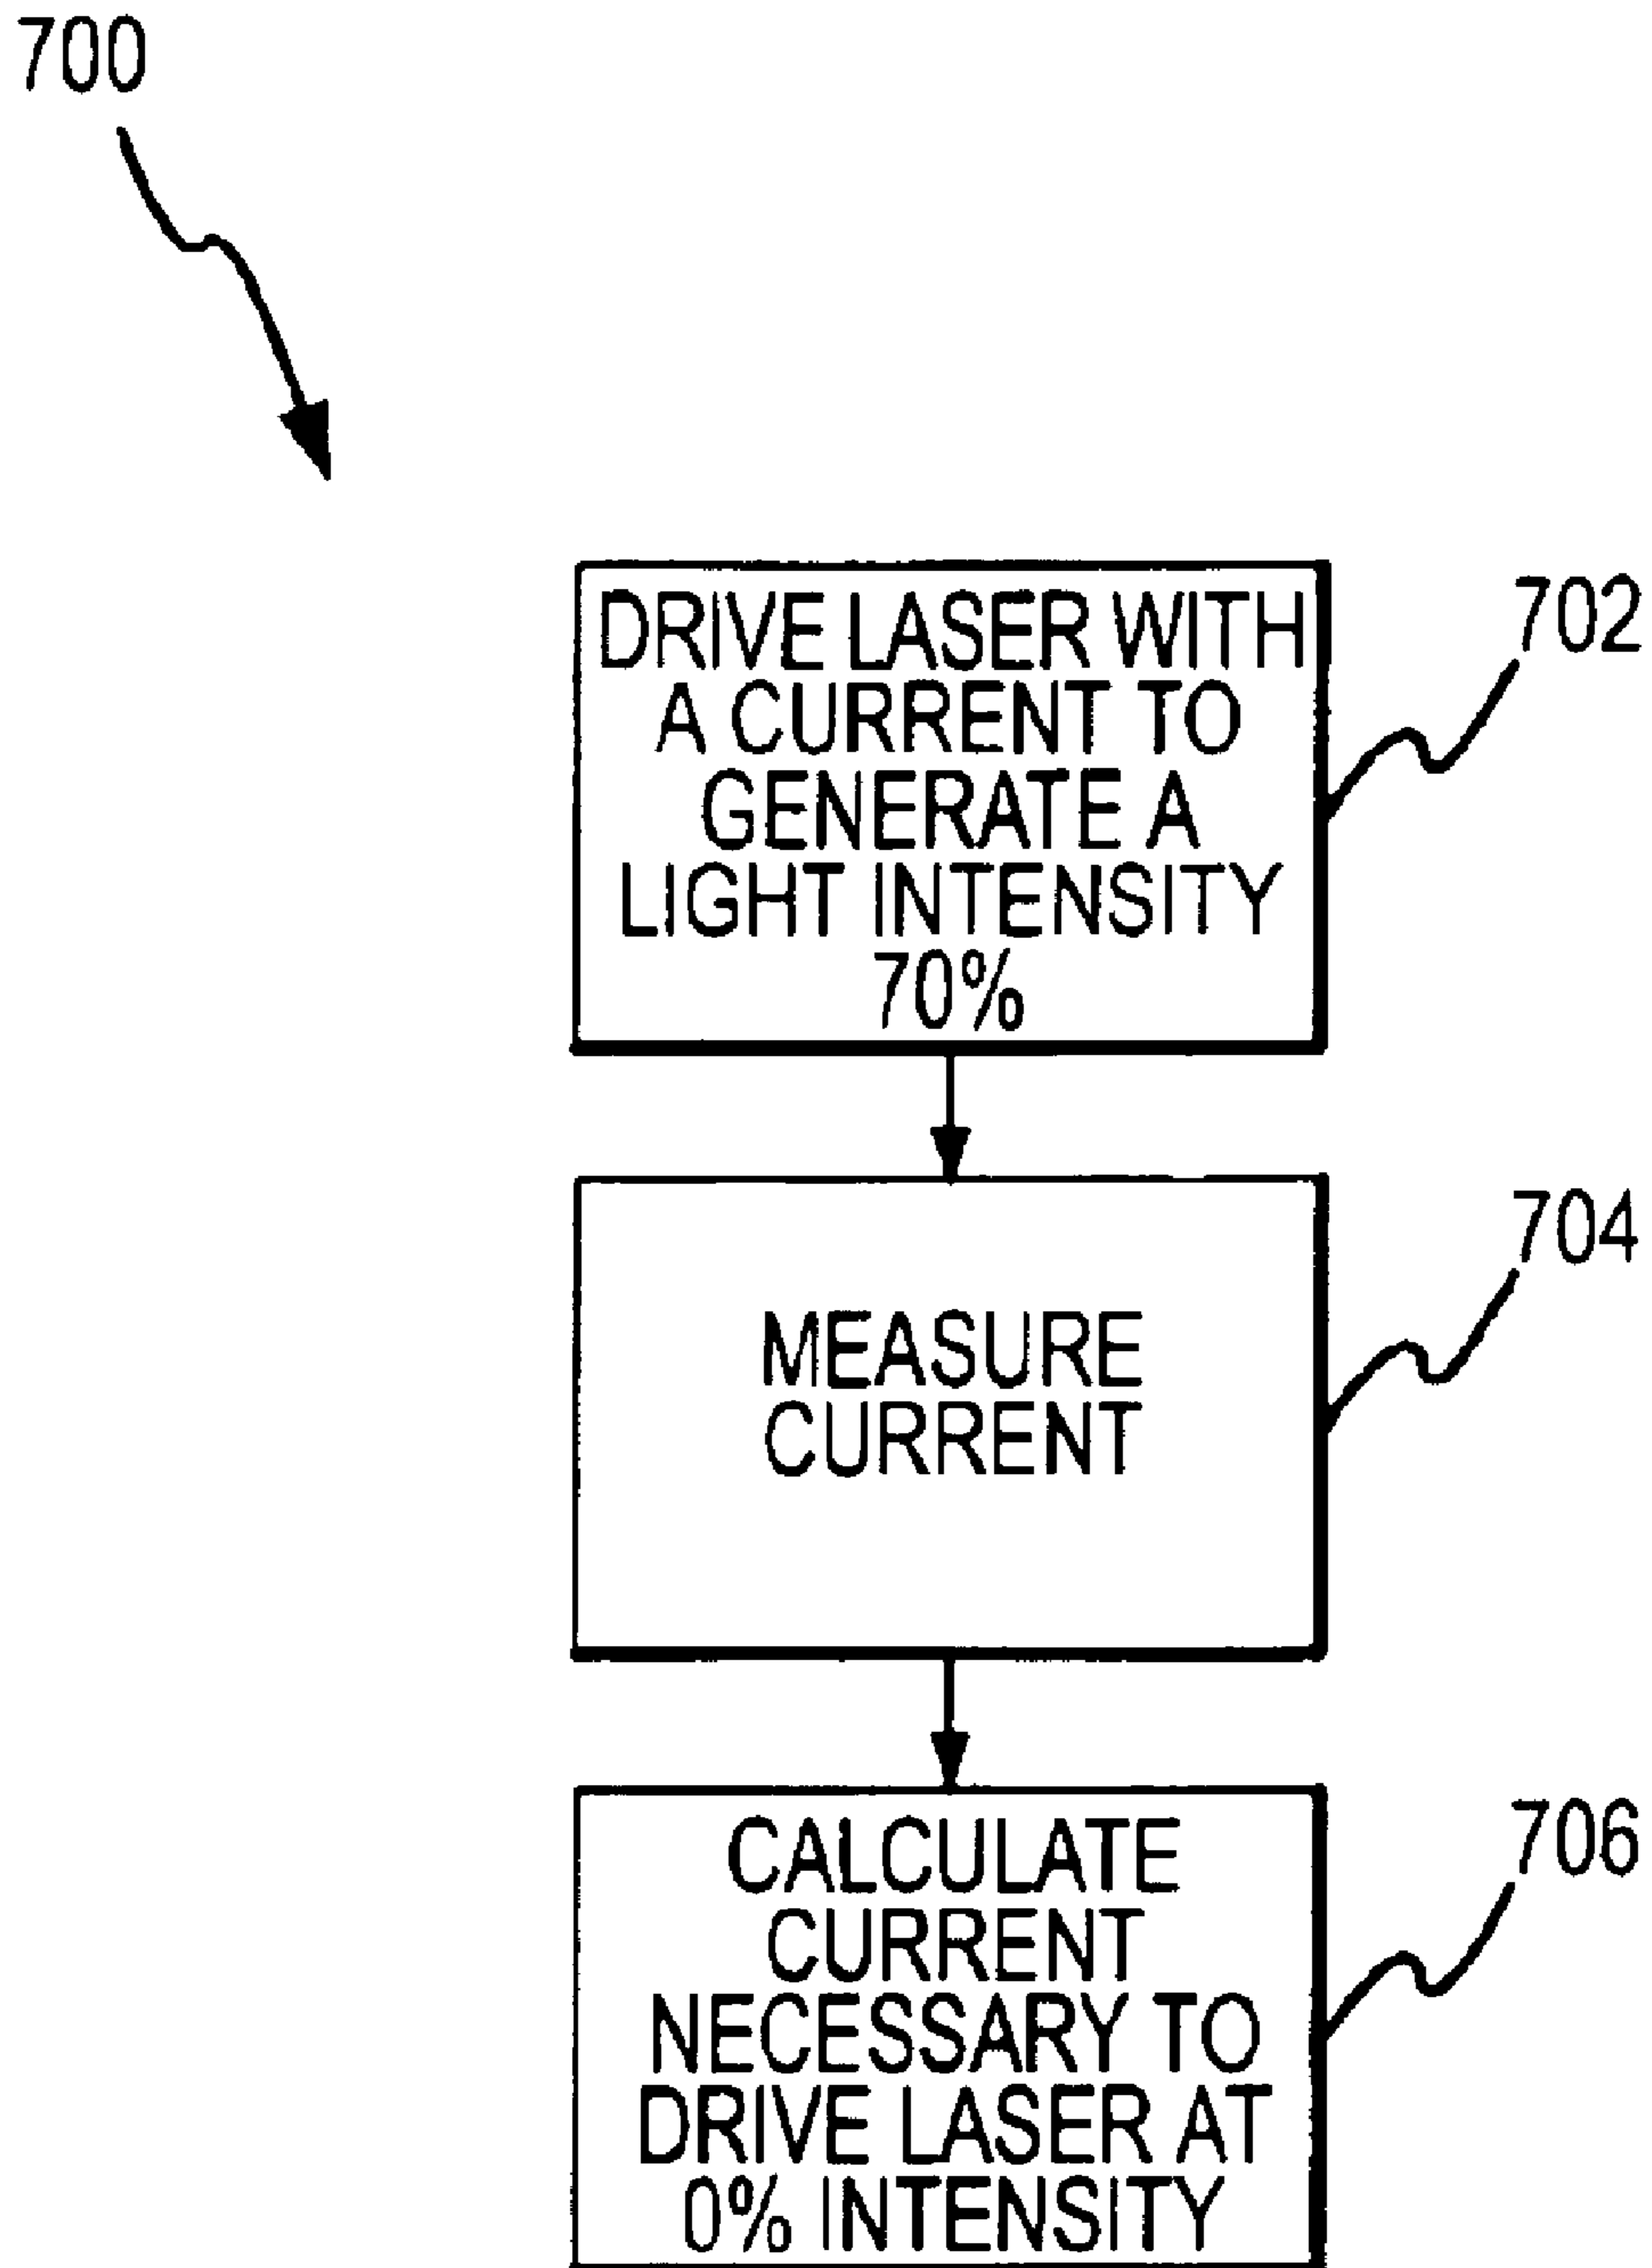 700
DRIVE LASER WITH
A CURRENT TO
GENERATE A
LIGHT INTENSITY
70%
702
MEASURE
CURRENT
704
CALCULATE
CURRENT
NECESSARY TO
DRIVE LASER AT
0% INTENSITY
706